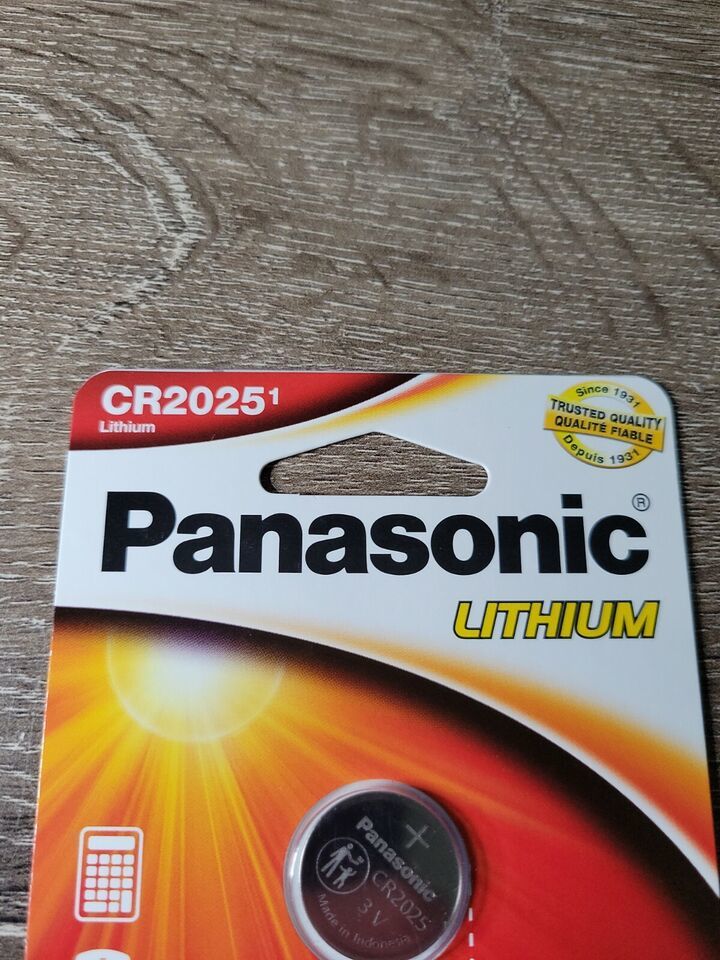 CR2025¹
Lithium
Since 1931
TRUSTED QUALITY
QUALITÉ FIABLE
Depuis 1931
Panasonic®
LITHIUM
+
Panasonic
CR2025
3 V
Made in Indonesia